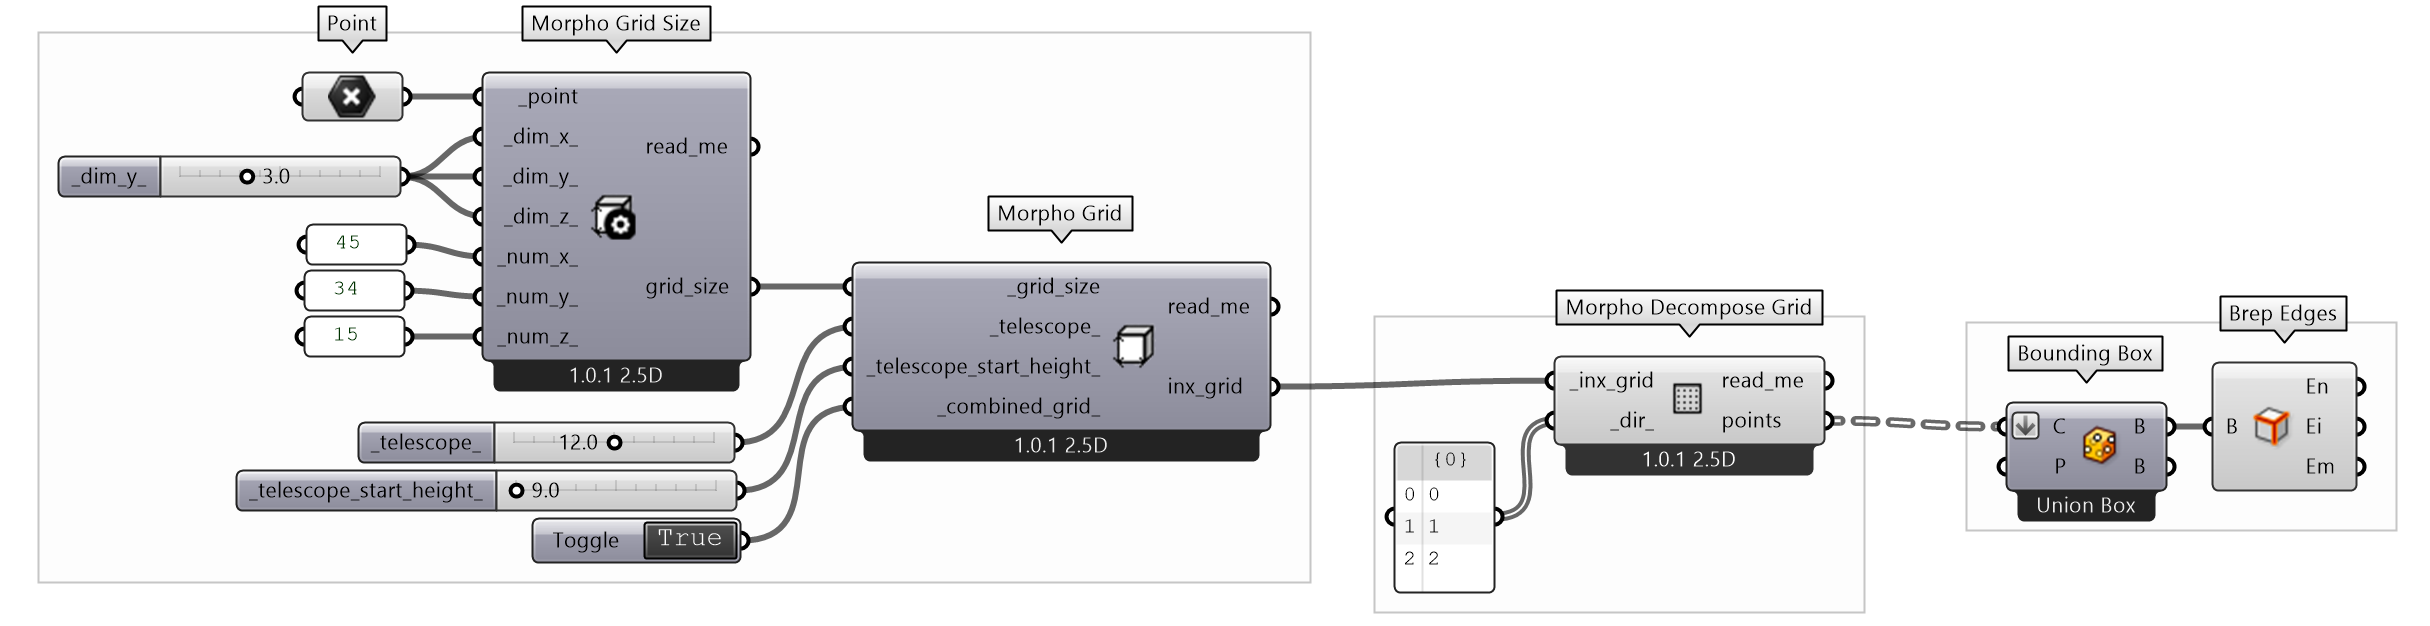 Point
Morpho Grid Size
_point
_dim_x_
read_me
_dim_y_ 3.0
_dim_y_
_dim_z_
45
_num_x_
34
_num_y_
grid_size
15
_num_z_
1.0.1 2.5D
Morpho Grid
_grid_size
read_me
_telescope_
_telescope_start_height_
inx_grid
_combined_grid_
1.0.1 2.5D
_telescope_ 12.0
_telescope_start_height_ 9.0
Toggle True
Morpho Decompose Grid
_inx_grid read_me
_dir_ points
1.0.1 2.5D
{0}
0 0
1 1
2 2
Bounding Box
C B
P B
Union Box
Brep Edges
En
B Ei
Em